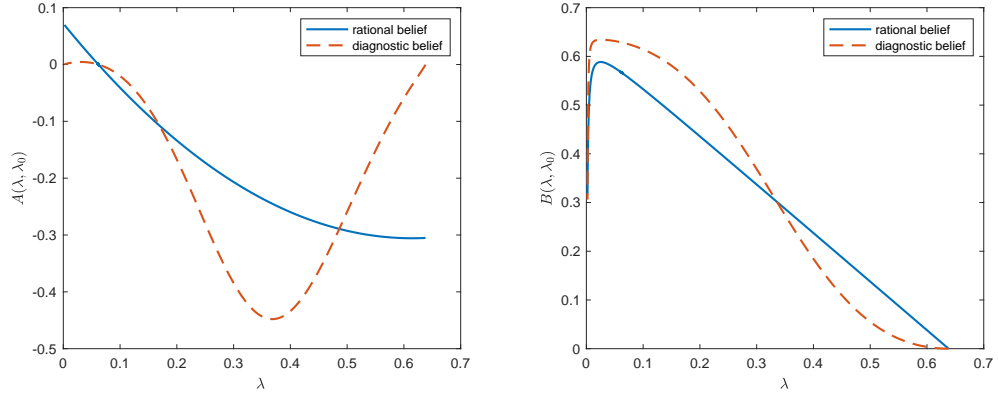 0.1
0
-0.1
-0.2
-0.3
-0.4
-0.5
A(λ, λ₀)
0 0.1 0.2 0.3 0.4 0.5 0.6 0.7
λ
rational belief
diagnostic belief
0.7
0.6
0.5
0.4
0.3
0.2
0.1
0
B(λ, λ₀)
0 0.1 0.2 0.3 0.4 0.5 0.6 0.7
λ
rational belief
diagnostic belief